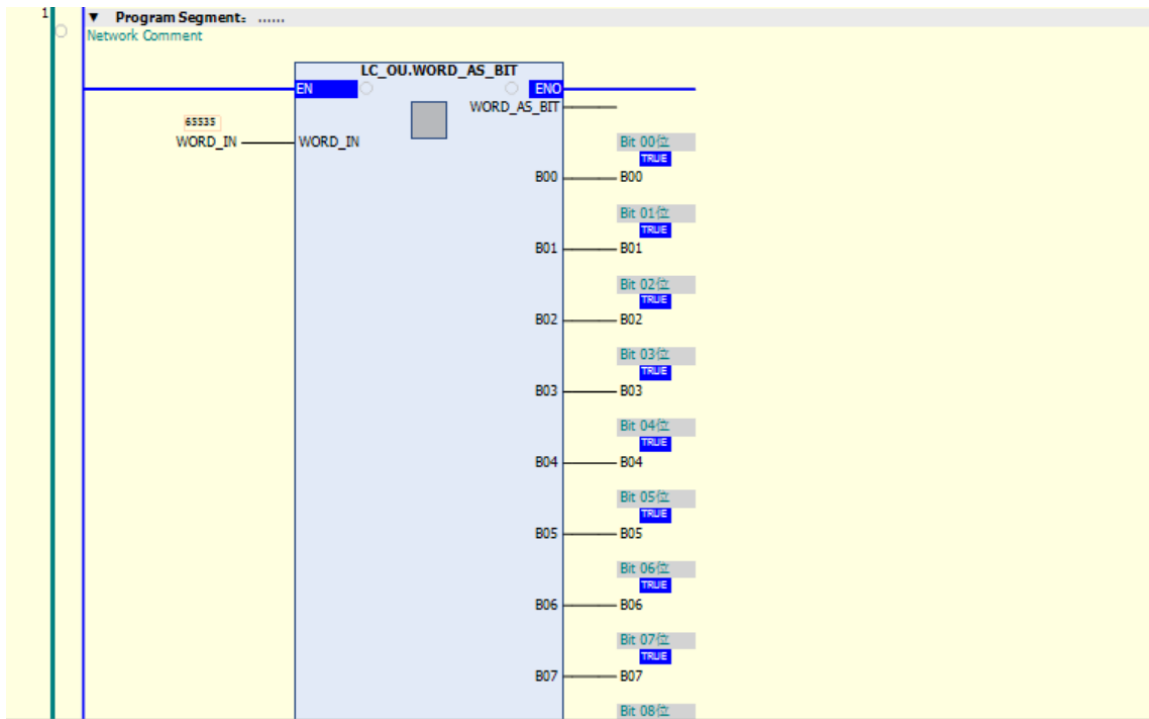 1
▼ Program Segment: ......
Network Comment
LC_OU.WORD_AS_BIT
EN ENO
WORD_AS_BIT
65535
WORD_IN WORD_IN
Bit 00位
TRUE
B00 B00
Bit 01位
TRUE
B01 B01
Bit 02位
TRUE
B02 B02
Bit 03位
TRUE
B03 B03
Bit 04位
TRUE
B04 B04
Bit 05位
TRUE
B05 B05
Bit 06位
TRUE
B06 B06
Bit 07位
TRUE
B07 B07
Bit 08位